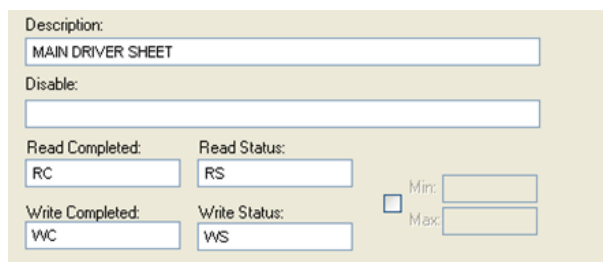 Description:
MAIN DRIVER SHEET
Disable:
Read Completed: Read Status:
RC RS
Min:
Write Completed: Write Status:
Max:
WC WS